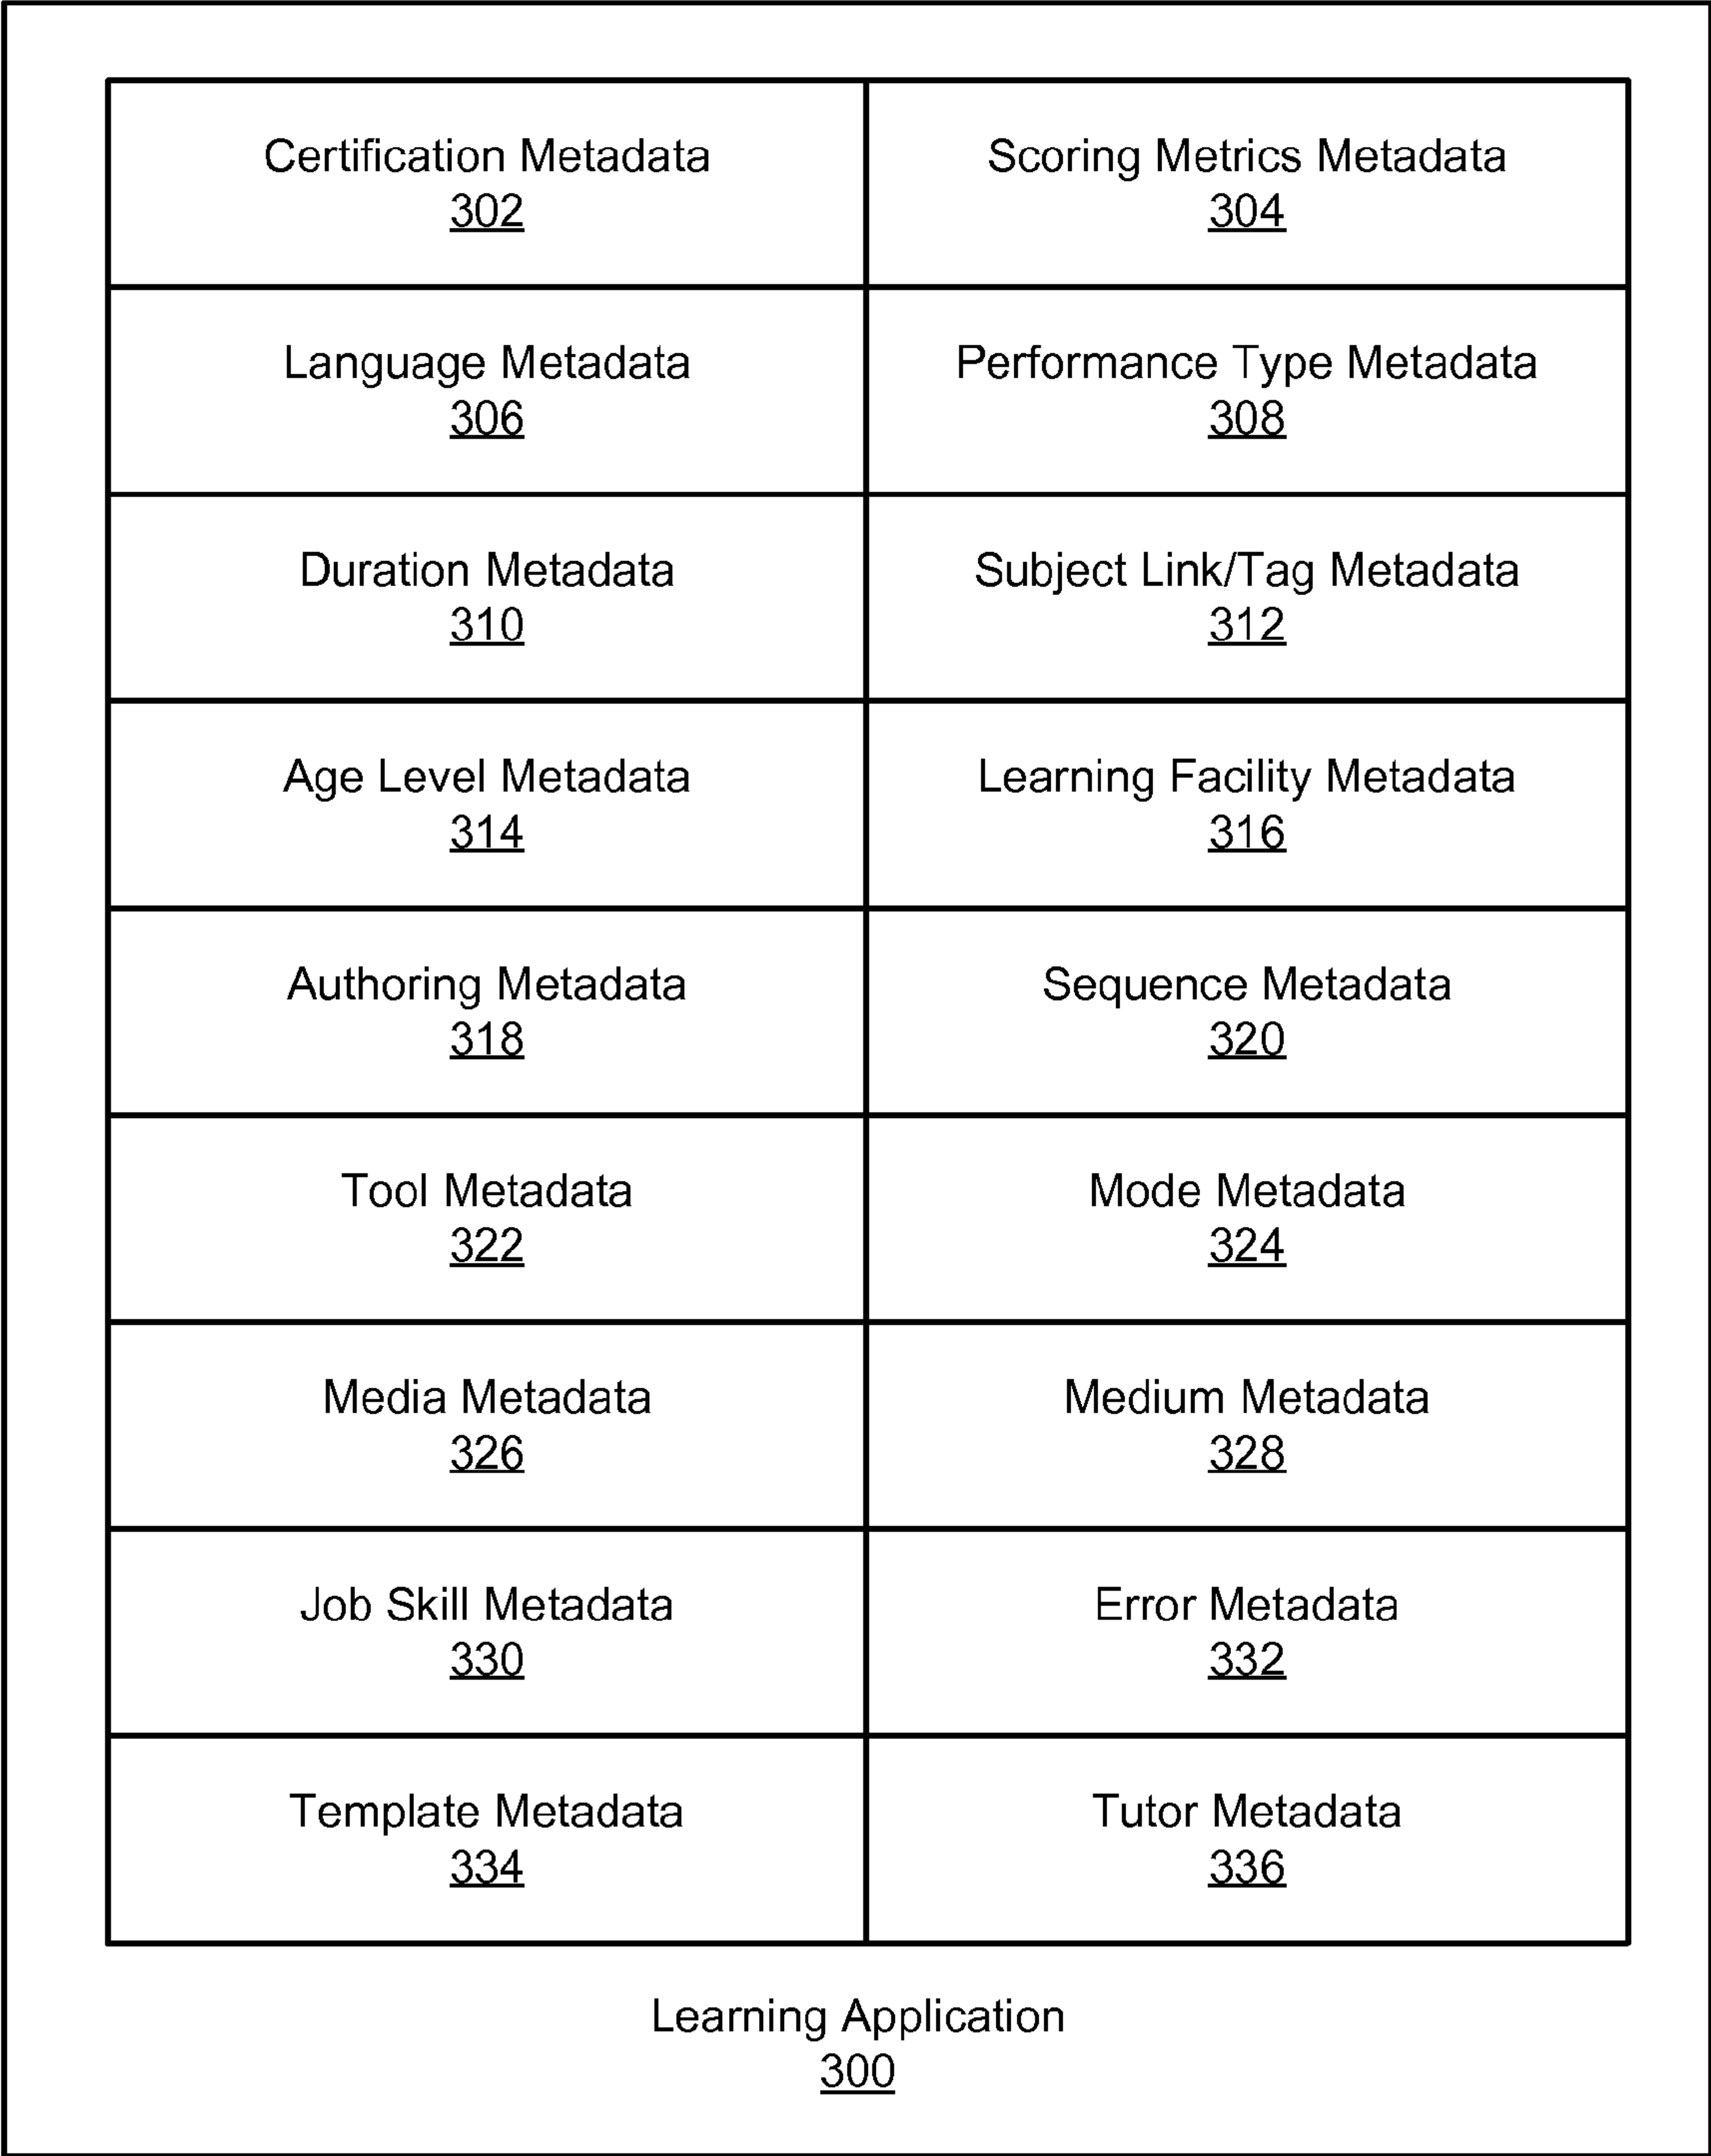 Certification Metadata
302
Scoring Metrics Metadata
304
Language Metadata
306
Performance Type Metadata
308
Duration Metadata
310
Subject Link/Tag Metadata
312
Age Level Metadata
314
Learning Facility Metadata
316
Authoring Metadata
318
Sequence Metadata
320
Tool Metadata
322
Mode Metadata
324
Media Metadata
326
Medium Metadata
328
Job Skill Metadata
330
Error Metadata
332
Template Metadata
334
Tutor Metadata
336
Learning Application
300